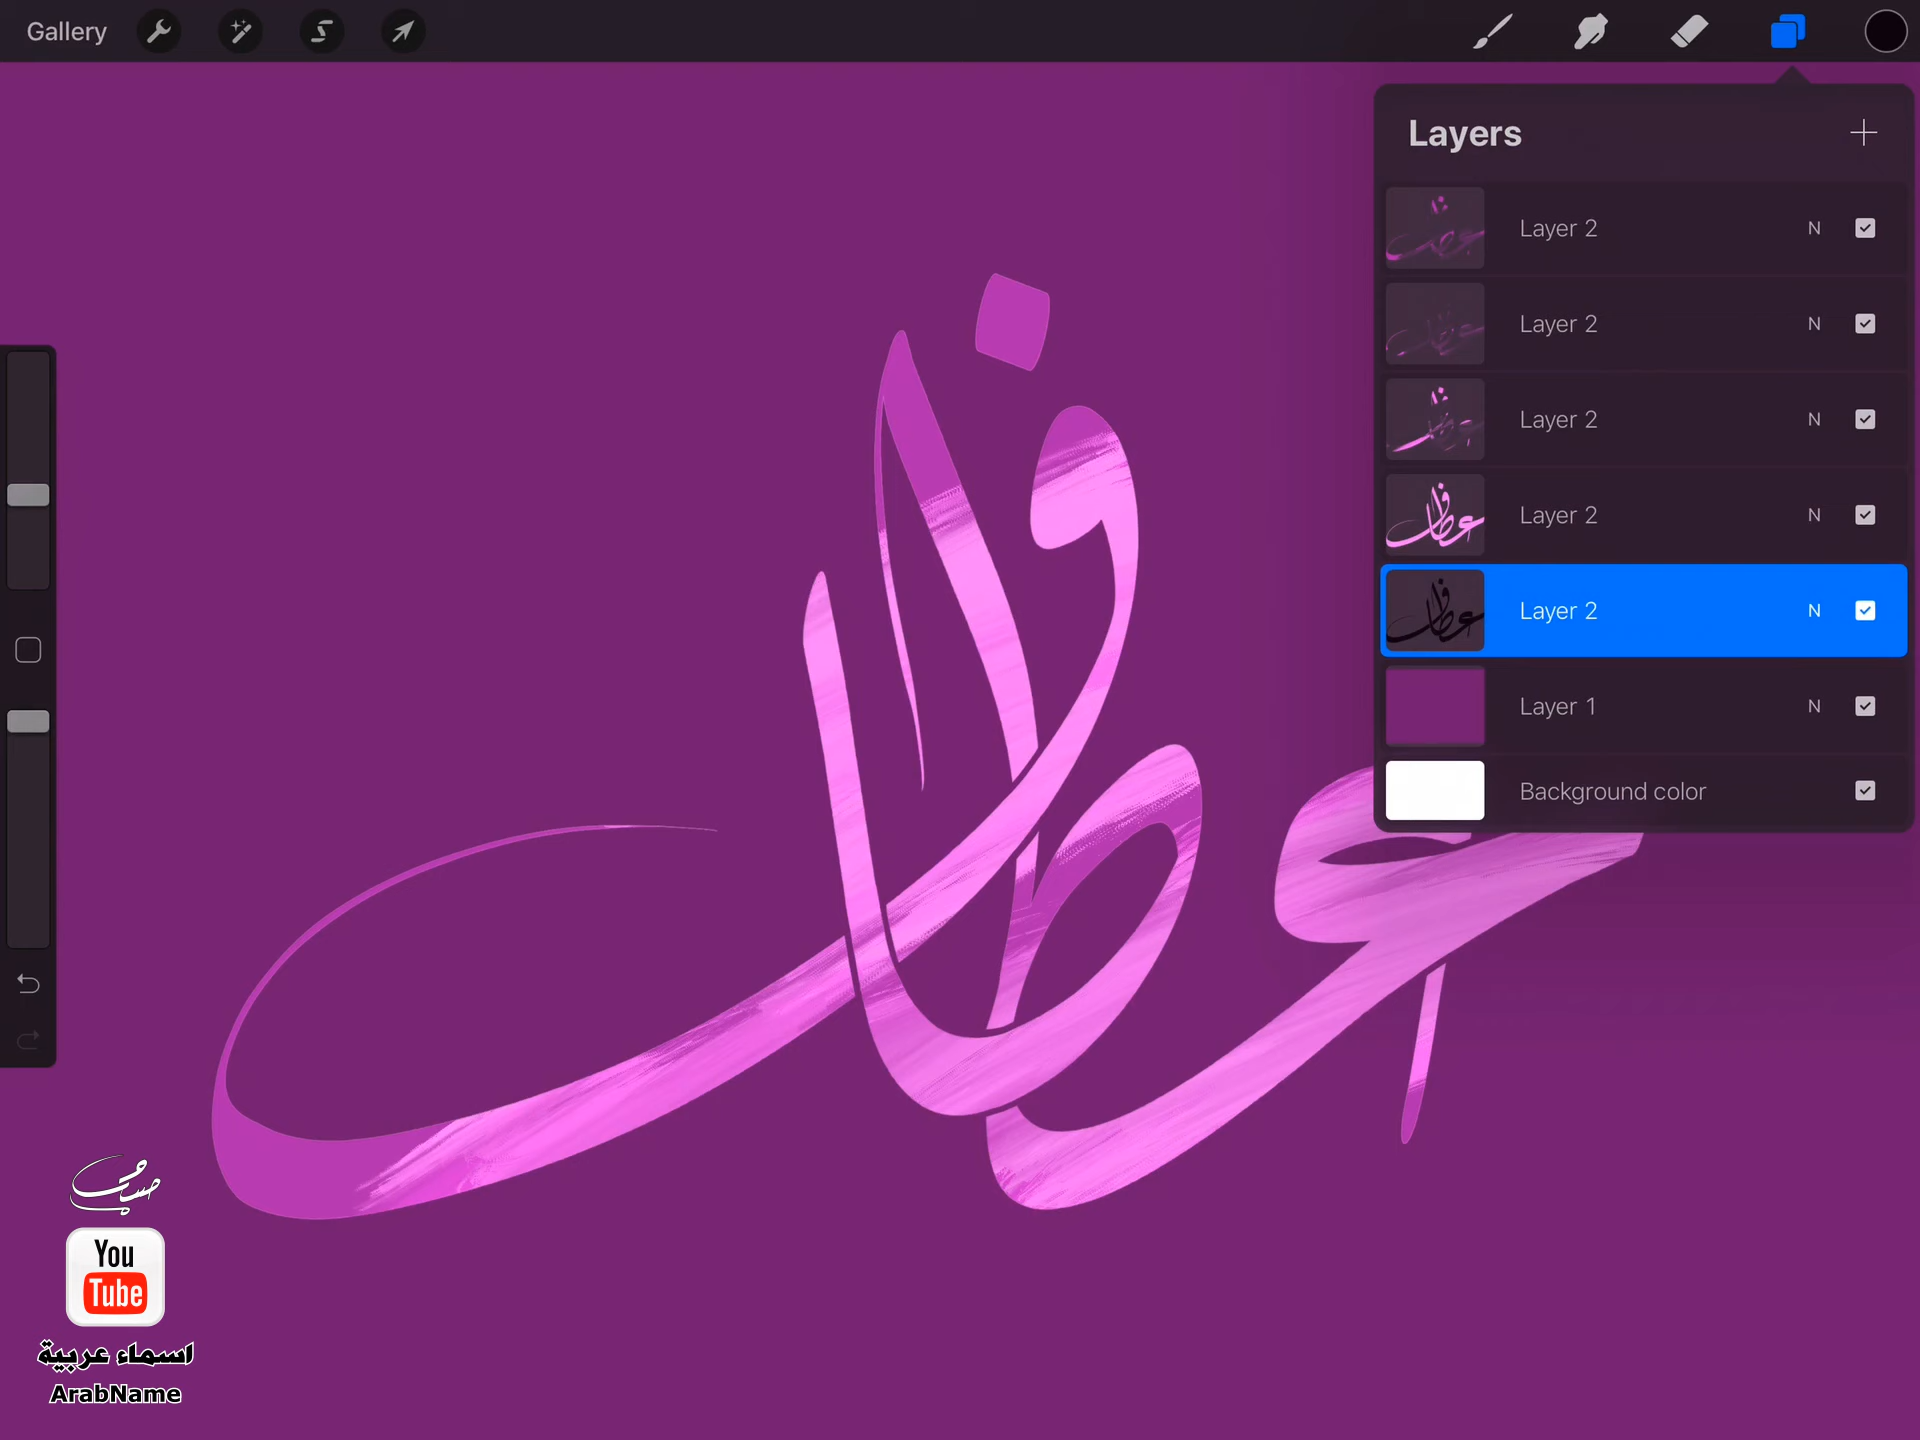 Gallery
Layers
Layer 2 N
Layer 2 N
Layer 2 N
Layer 2 N
Layer 2 N
Layer 1 N
Background color
عطاف
You
Tube
اسماء عربية
ArabName